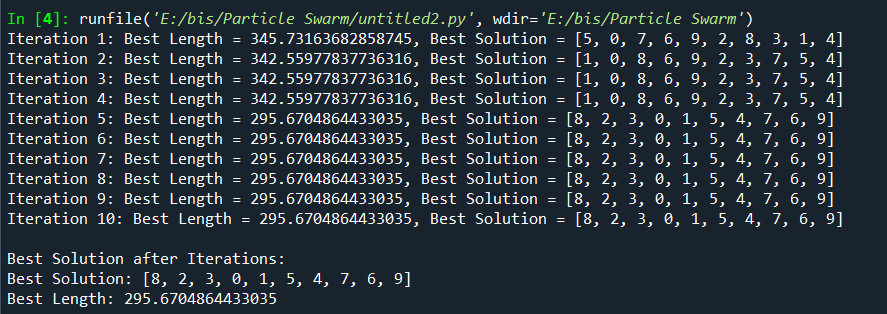 In [4]: runfile('E:/bis/Particle Swarm/untitled2.py', wdir='E:/bis/Particle Swarm')
Iteration 1: Best Length = 345.73163682858745, Best Solution = [5, 0, 7, 6, 9, 2, 8, 3, 1, 4]
Iteration 2: Best Length = 342.55977837736316, Best Solution = [1, 0, 8, 6, 9, 2, 3, 7, 5, 4]
Iteration 3: Best Length = 342.55977837736316, Best Solution = [1, 0, 8, 6, 9, 2, 3, 7, 5, 4]
Iteration 4: Best Length = 342.55977837736316, Best Solution = [1, 0, 8, 6, 9, 2, 3, 7, 5, 4]
Iteration 5: Best Length = 295.6704864433035, Best Solution = [8, 2, 3, 0, 1, 5, 4, 7, 6, 9]
Iteration 6: Best Length = 295.6704864433035, Best Solution = [8, 2, 3, 0, 1, 5, 4, 7, 6, 9]
Iteration 7: Best Length = 295.6704864433035, Best Solution = [8, 2, 3, 0, 1, 5, 4, 7, 6, 9]
Iteration 8: Best Length = 295.6704864433035, Best Solution = [8, 2, 3, 0, 1, 5, 4, 7, 6, 9]
Iteration 9: Best Length = 295.6704864433035, Best Solution = [8, 2, 3, 0, 1, 5, 4, 7, 6, 9]
Iteration 10: Best Length = 295.6704864433035, Best Solution = [8, 2, 3, 0, 1, 5, 4, 7, 6, 9]
Best Solution after Iterations:
Best Solution: [8, 2, 3, 0, 1, 5, 4, 7, 6, 9]
Best Length: 295.6704864433035